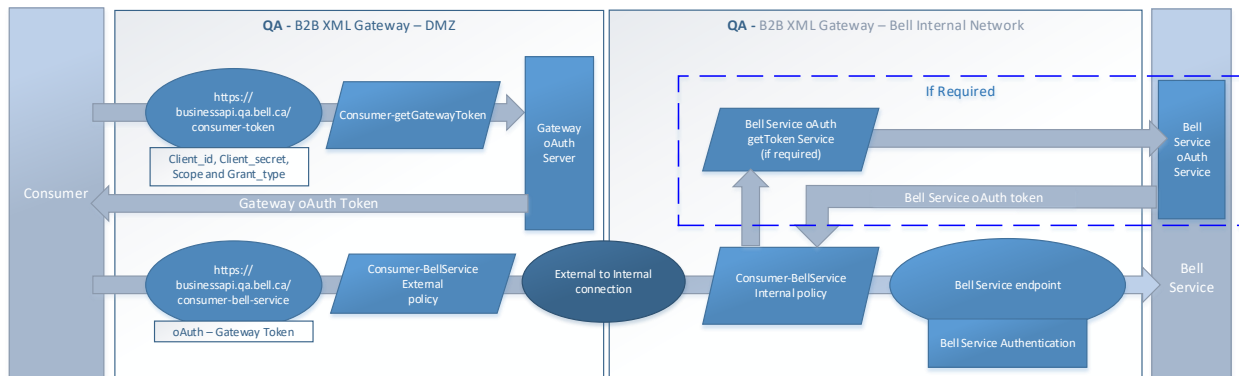 QA - B2B XML Gateway – DMZ
QA - B2B XML Gateway – Bell Internal Network
Consumer
https://
businessapi.qa.bell.ca/
consumer-token
Client_id, Client_secret,
Scope and Grant_type
Consumer-getGatewayToken
Gateway
oAuth
Server
Gateway oAuth Token
If Required
Bell Service oAuth
getToken Service
(if required)
Bell
Service
oAuth
Service
Bell Service oAuth token
https://
businessapi.qa.bell.ca/
consumer-bell-service
oAuth – Gateway Token
Consumer-BellService
External
policy
External to Internal
connection
Consumer-BellService
Internal policy
Bell Service endpoint
Bell Service Authentication
Bell
Service